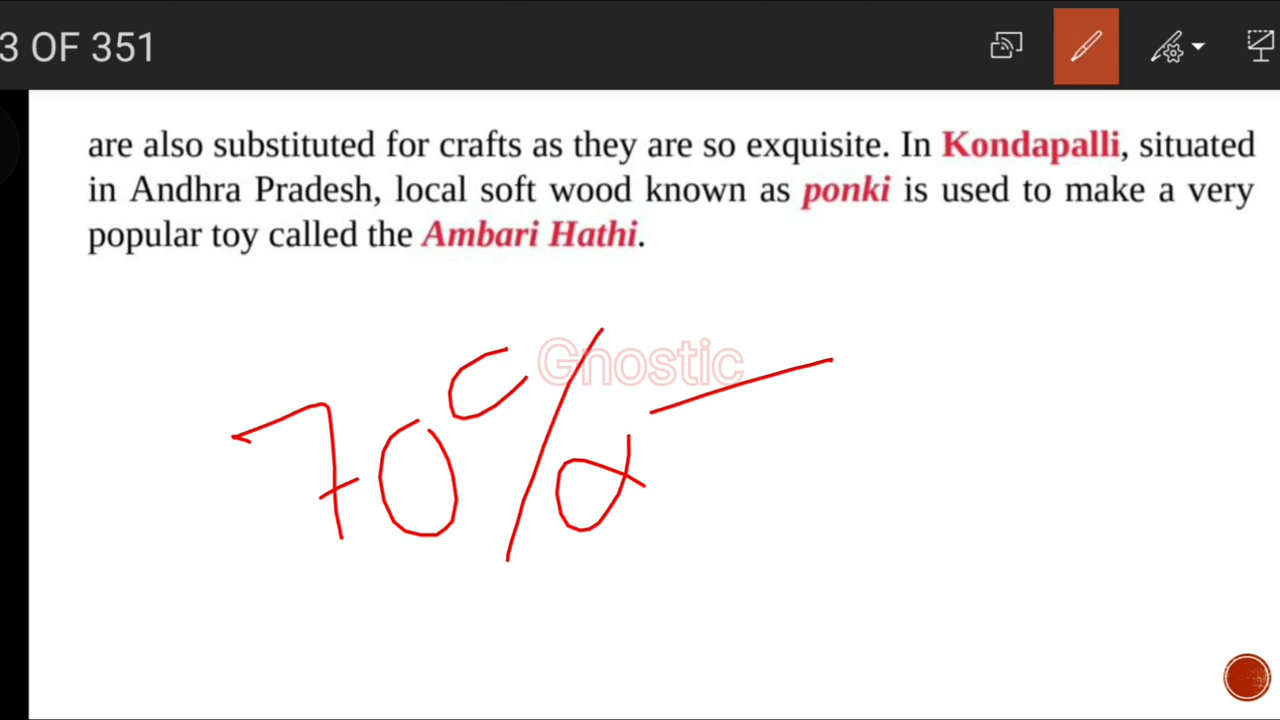 3 OF 351
are also substituted for crafts as they are so exquisite. In Kondapalli, situated
in Andhra Pradesh, local soft wood known as ponki is used to make a very
popular toy called the Ambari Hathi.
Gnostic
70%